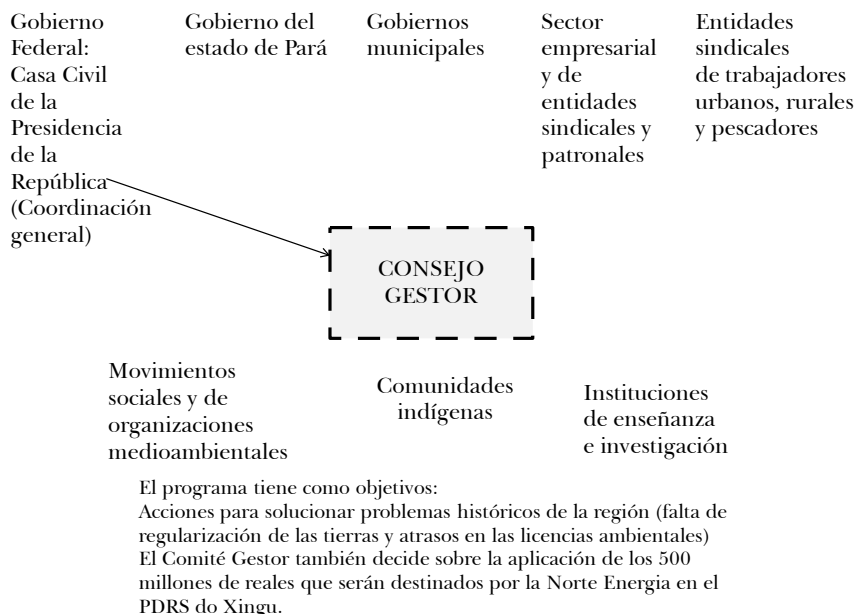 Gobierno
Federal:
Casa Civil
de la
Presidencia
de la
República
(Coordinación
general)
Gobierno del
estado de Pará
Gobiernos
municipales
Sector
empresarial
y de
entidades
sindicales y
patronales
Entidades
sindicales
de trabajadores
urbanos, rurales
y pescadores
CONSEJO
GESTOR
Movimientos
sociales y de
organizaciones
medioambientales
Comunidades
indígenas
Instituciones
de enseñanza
e investigación
El programa tiene como objetivos:
Acciones para solucionar problemas históricos de la región (falta de
regularización de las tierras y atrasos en las licencias ambientales)
El Comité Gestor también decide sobre la aplicación de los 500
millones de reales que serán destinados por la Norte Energia en el
PDRS do Xingu.